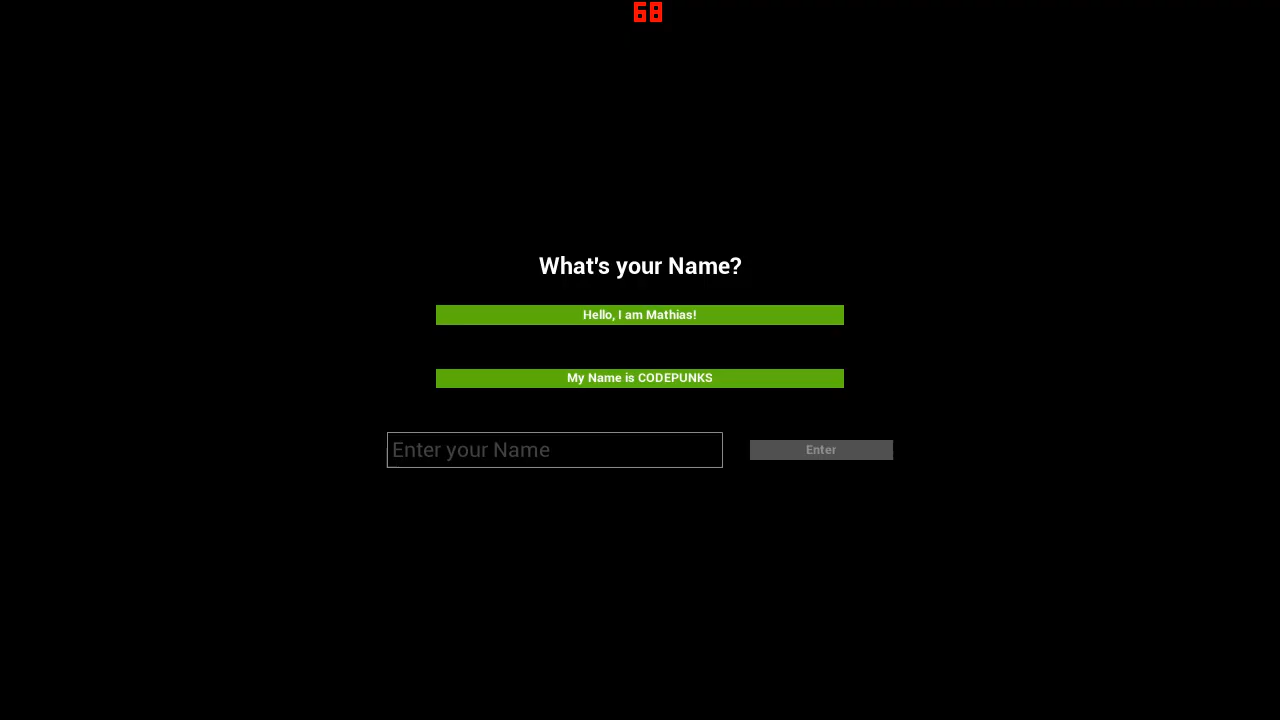 68
What's your Name?
Hello, I am Mathias!
My Name is CODEPUNKS
Enter your Name
Enter